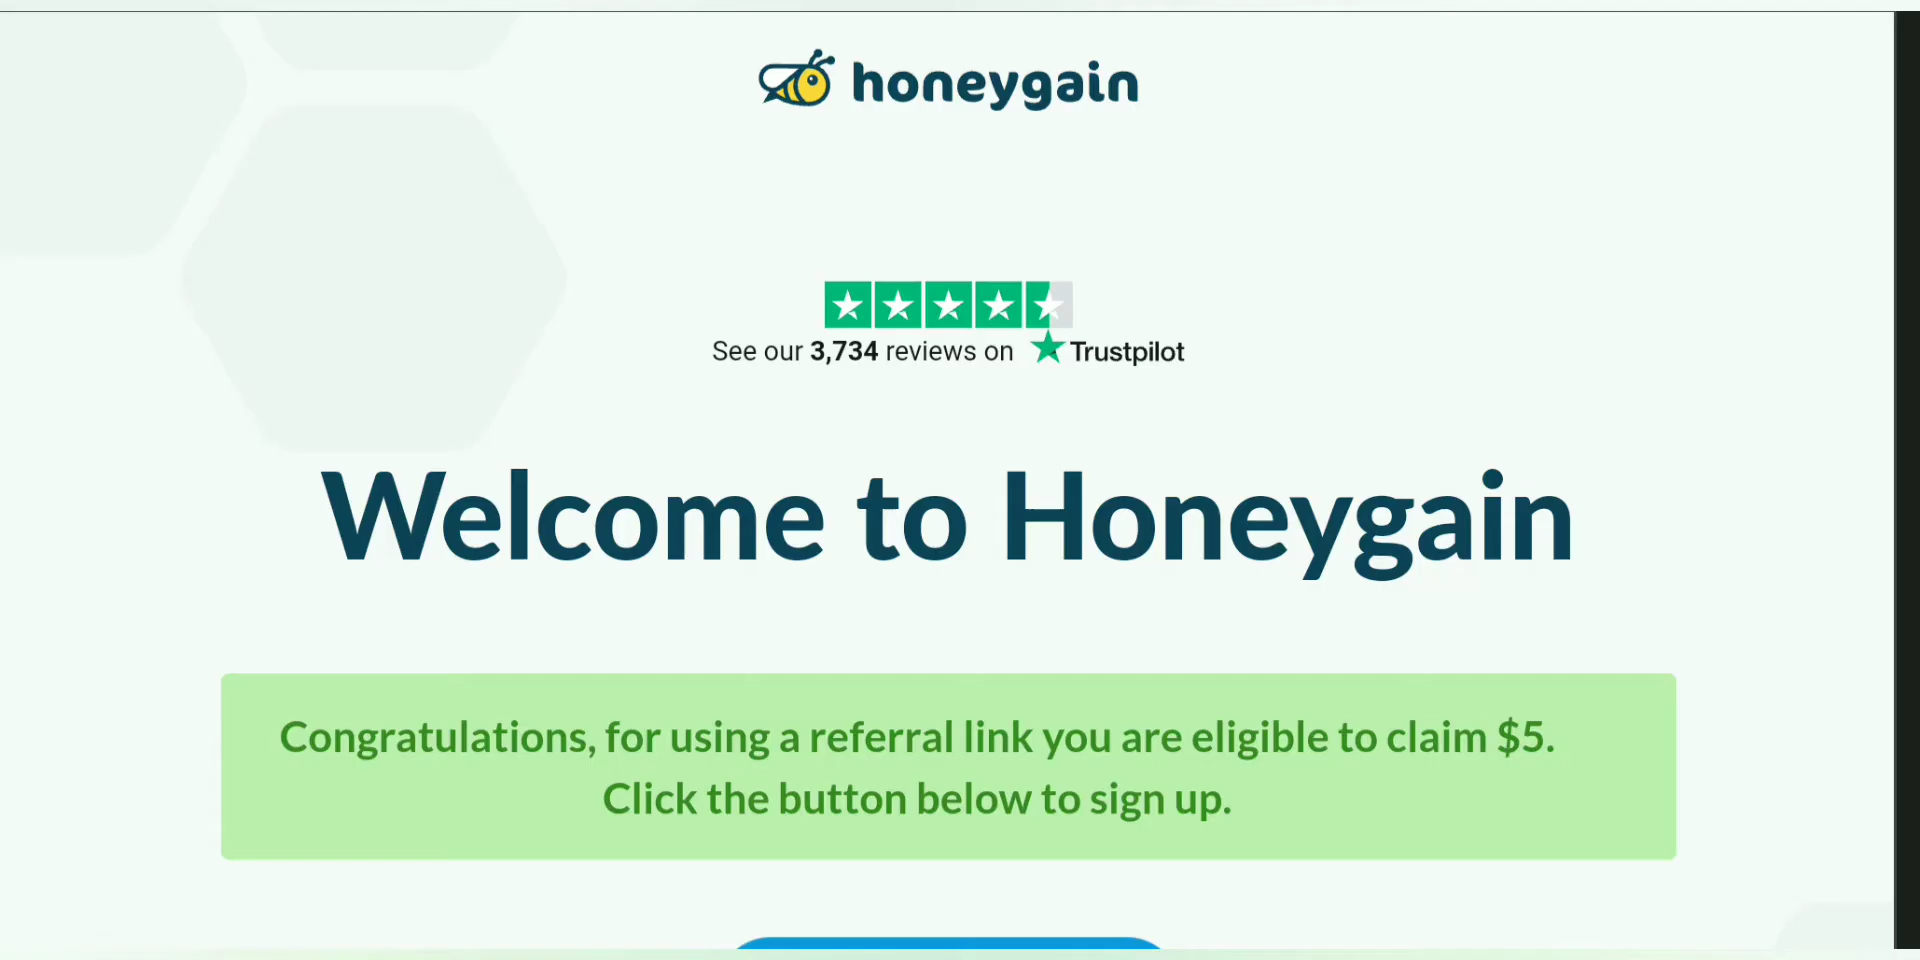 honeygain
See our 3,734 reviews on Trustpilot
Welcome to Honeygain
Congratulations, for using a referral link you are eligible to claim $5.
Click the button below to sign up.